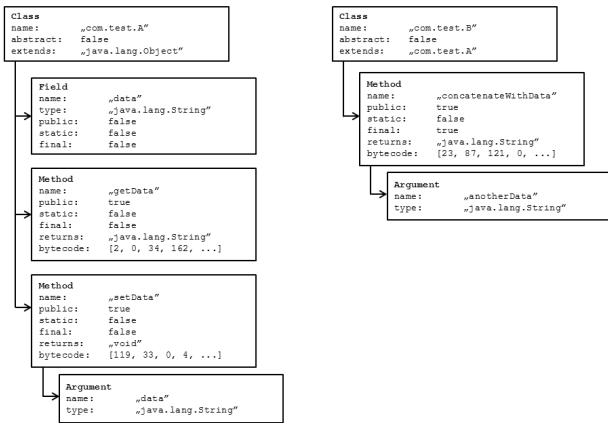 Class
name: „com.test.A”
abstract: false
extends: „java.lang.Object”
Field
name: „data”
type: „java.lang.String”
public: false
static: false
final: false
Method
name: „getData”
public: true
static: false
final: false
returns: „java.lang.String”
bytecode: [2, 0, 34, 162, ...]
Method
name: „setData”
public: true
static: false
final: false
returns: „void”
bytecode: [119, 33, 0, 4, ...]
Argument
name: „data”
type: „java.lang.String”
Class
name: „com.test.B”
abstract: false
extends: „com.test.A”
Method
name: „concatenateWithData”
public: true
static: false
final: true
returns: „java.lang.String”
bytecode: [23, 87, 121, 0, ...]
Argument
name: „anotherData”
type: „java.lang.String”